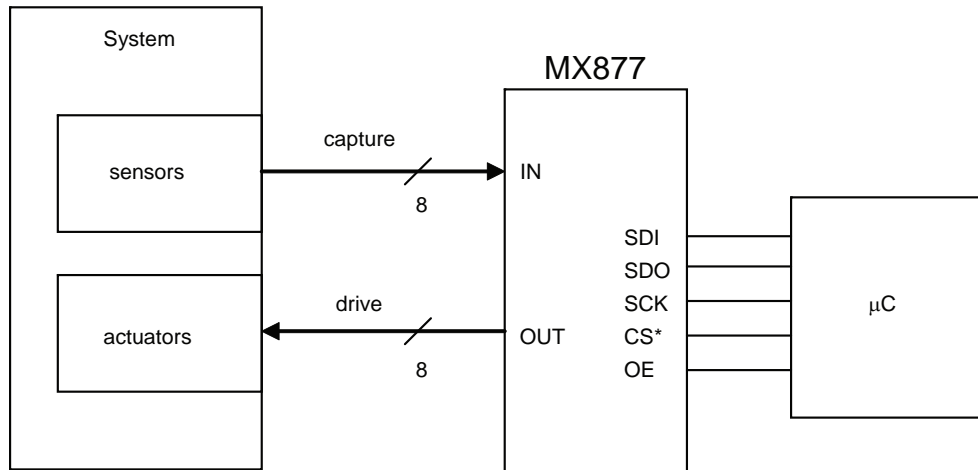 System
MX877
capture
sensors
IN
8
SDI
SDO
drive
SCK
μC
actuators
OUT
CS*
8
OE